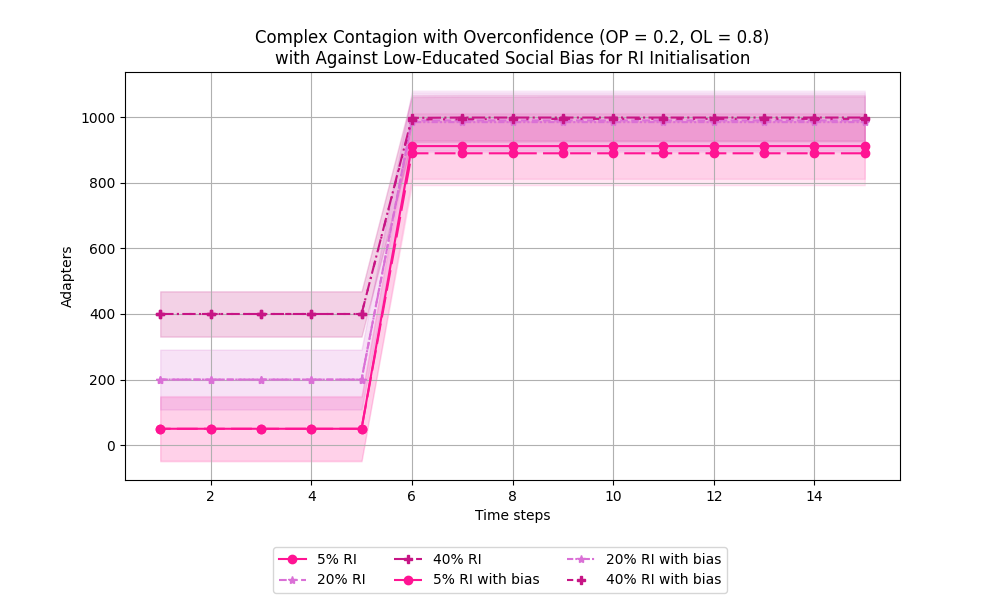 Complex Contagion with Overconfidence (OP = 0.2, OL = 0.8)
with Against Low-Educated Social Bias for RI Initialisation
1000
800
600
400
200
0
Adapters
2 4 6 8 10 12 14
Time steps
5% RI 40% RI 20% RI with bias
20% RI 5% RI with bias 40% RI with bias